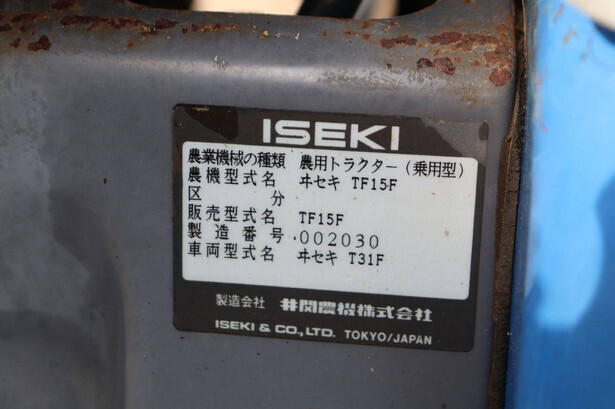 ISEKI
農業機械の種類 農用トラクター(乗用型)
農機型式名 ヰセキ TF15F
区分
販売型式名 TF15F
製造番号 002030
車両型式名 ヰセキ T31F
製造会社 井関農機株式会社
ISEKI & CO., LTD. TOKYO/JAPAN